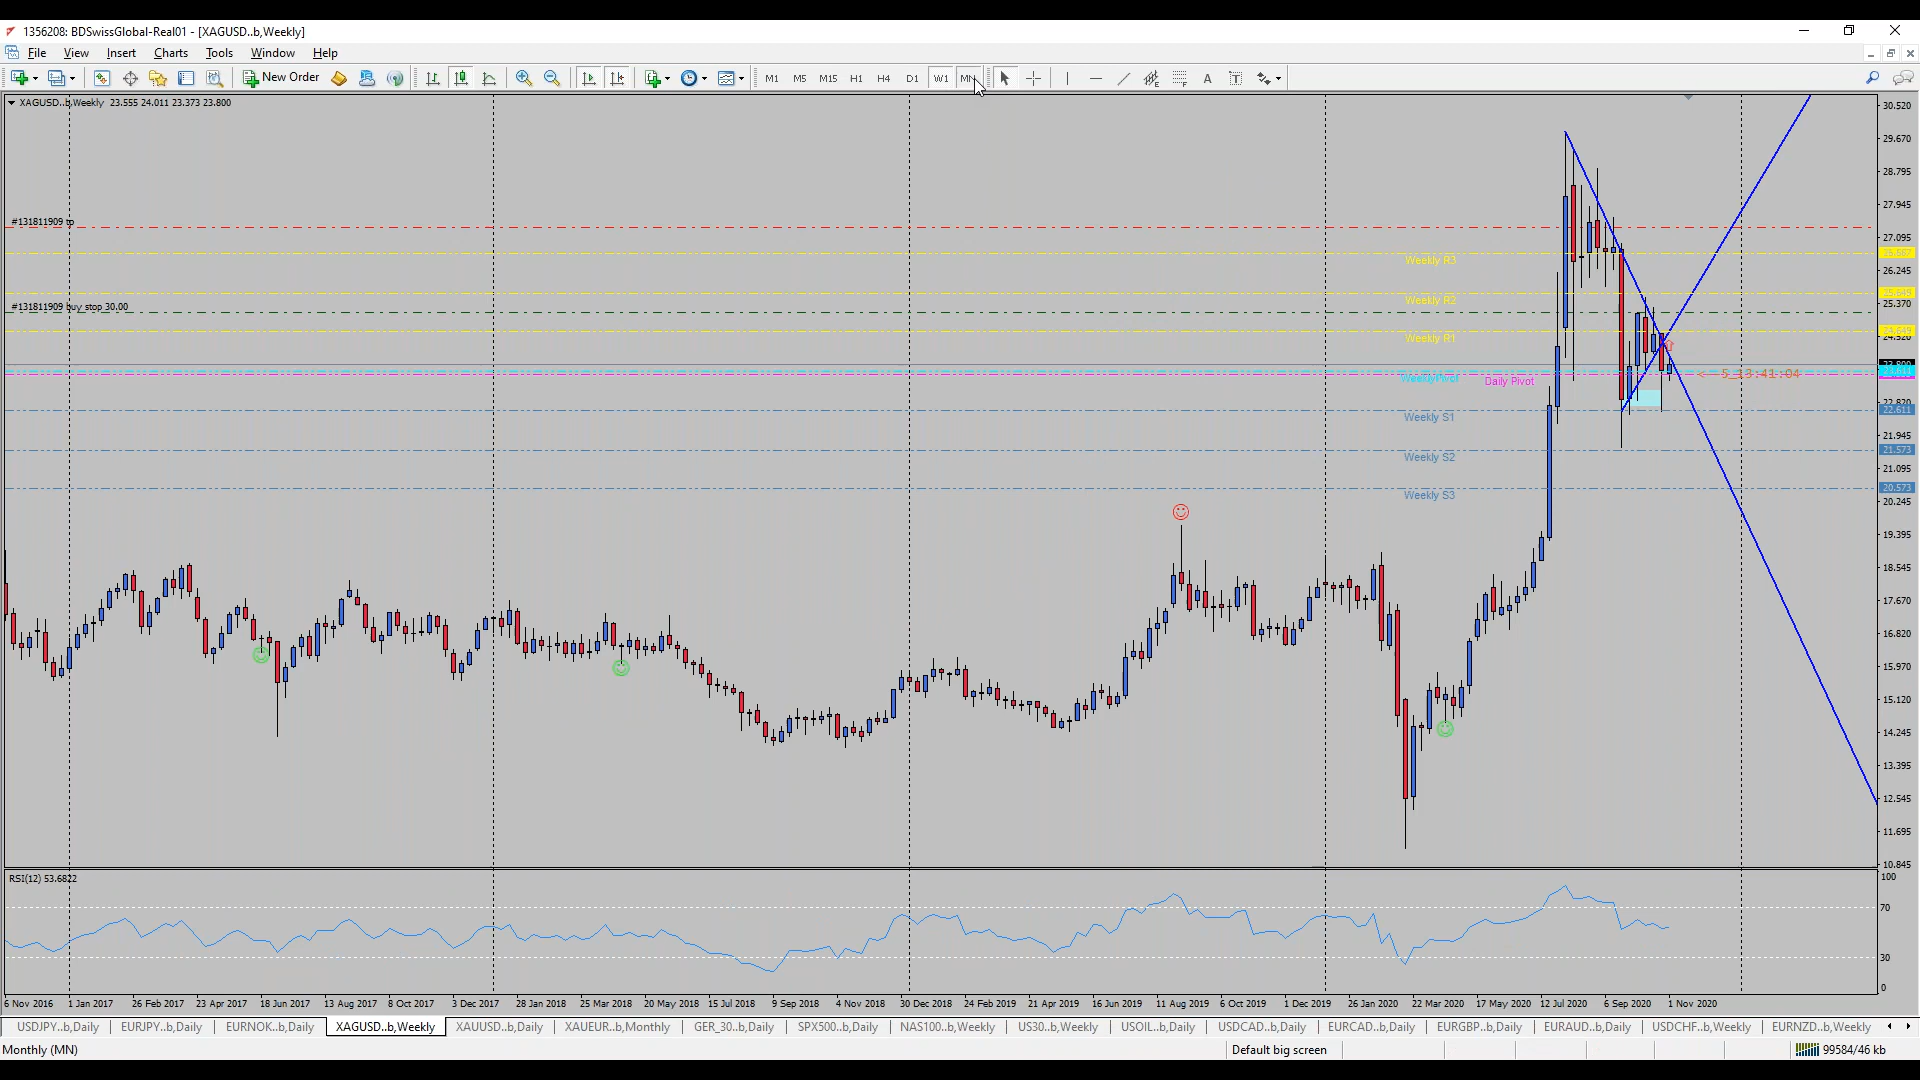 1356208: BDSwissGlobal-Real01 - [XAGUSD..b,Weekly]
File View Insert Charts Tools Window Help
New Order M1 M5 M15 H1 H4 D1 W1 MN A T
XAGUSD..b,Weekly 23.555 24.011 23.373 23.800
30.520
29.670
28.795
27.945
#131811909 tp
27.095
Weekly R3
26.245
Weekly R2
25.370
#131811909 buy stop 30.00
Weekly R1
24.520
WeeklyPivot Daily Pivot
22.820
Weekly S1 22.611
21.945
Weekly S2 21.573
21.095
Weekly S3 20.573
20.245
19.395
18.545
17.670
16.820
15.970
15.120
14.245
13.395
12.545
11.695
10.845
RSI(12) 53.6822
100
70
30
0
6 Nov 2016 1 Jan 2017 26 Feb 2017 23 Apr 2017 18 Jun 2017 13 Aug 2017 8 Oct 2017 3 Dec 2017 28 Jan 2018 25 Mar 2018 20 May 2018 15 Jul 2018 9 Sep 2018 4 Nov 2018 30 Dec 2018 24 Feb 2019 21 Apr 2019 16 Jun 2019 11 Aug 2019 6 Oct 2019 1 Dec 2019 26 Jan 2020 22 Mar 2020 17 May 2020 12 Jul 2020 6 Sep 2020 1 Nov 2020
USDJPY..b,Daily EURJPY..b,Daily EURNOK..b,Daily XAGUSD..b,Weekly XAUUSD..b,Daily XAUEUR..b,Monthly GER_30..b,Daily SPX500..b,Daily NAS100..b,Weekly US30..b,Weekly USOIL..b,Daily USDCAD..b,Daily EURCAD..b,Daily EURGBP..b,Daily EURAUD..b,Daily USDCHF..b,Weekly EURNZD..b,Weekly
Monthly (MN) Default big screen 99584/46 kb